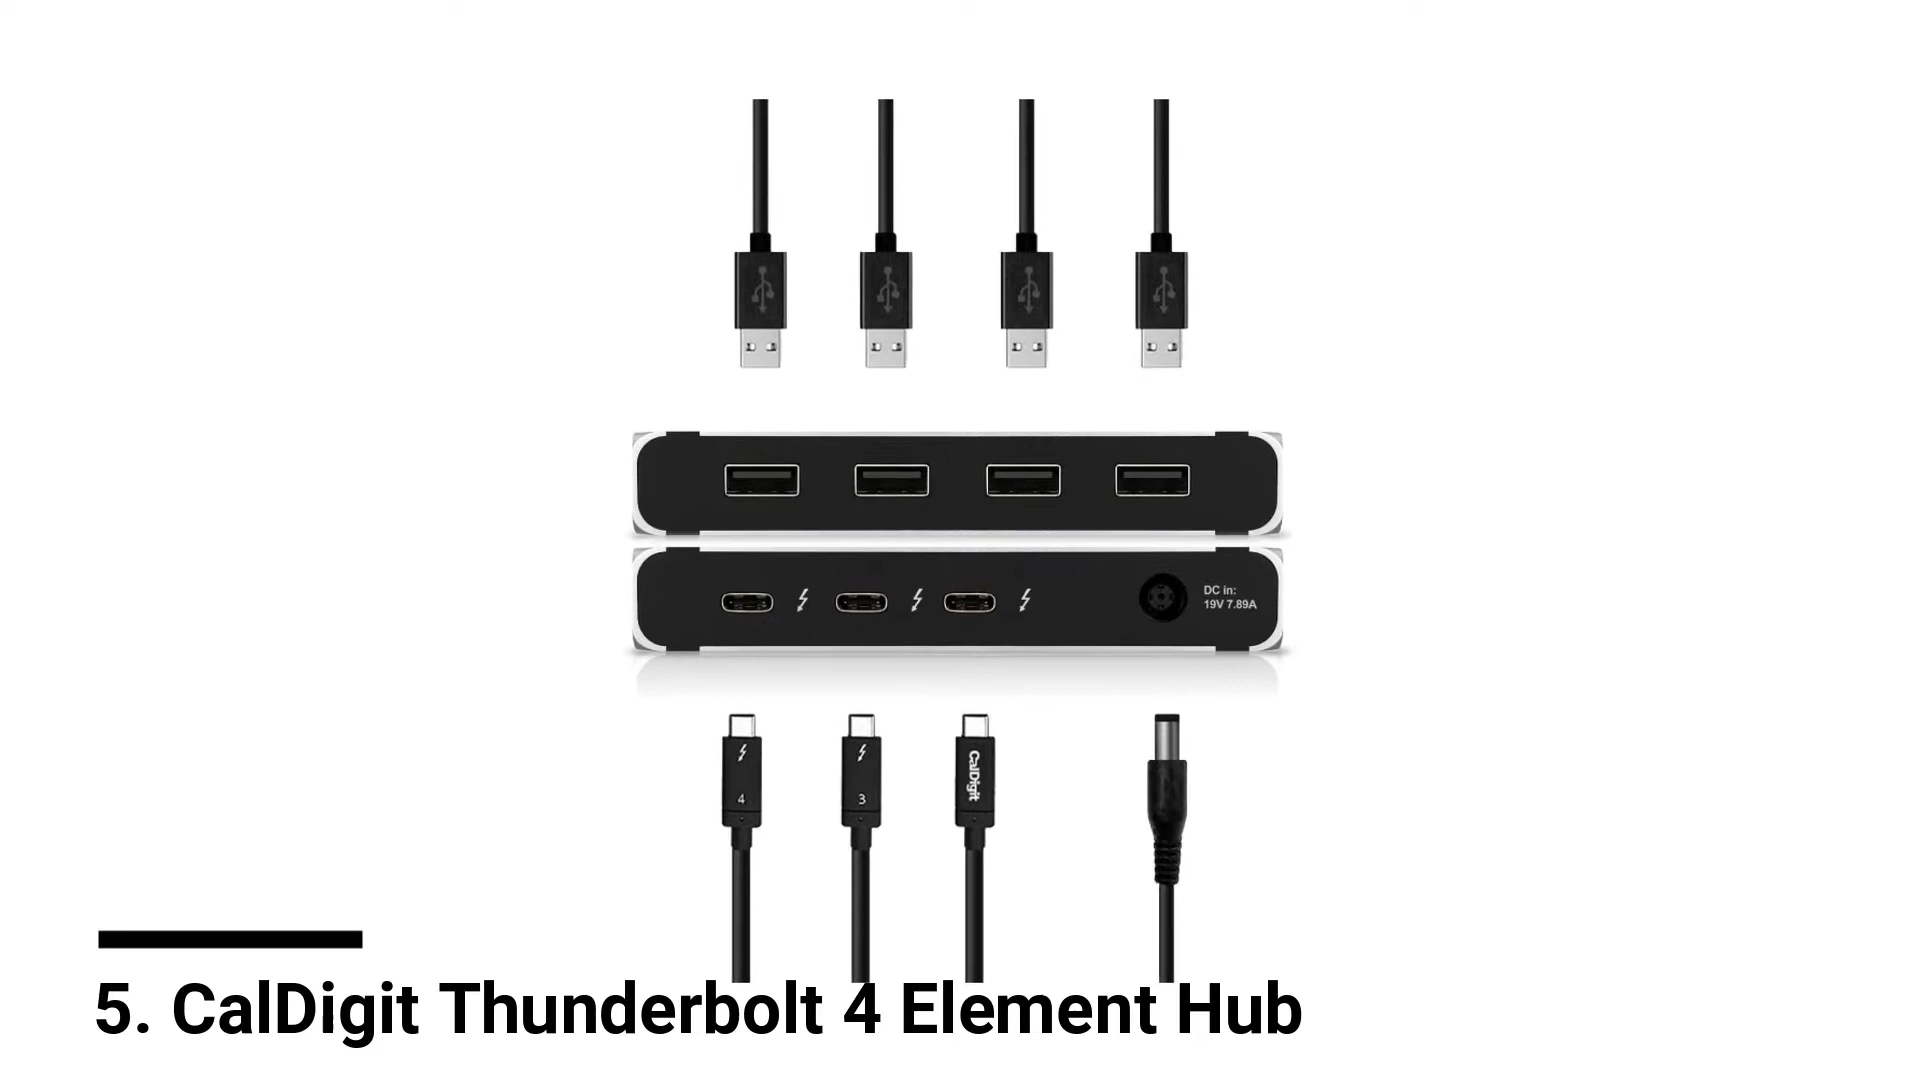 DC in:
19V 7.89A
4
3
CalDigit
5. CalDigit Thunderbolt 4 Element Hub